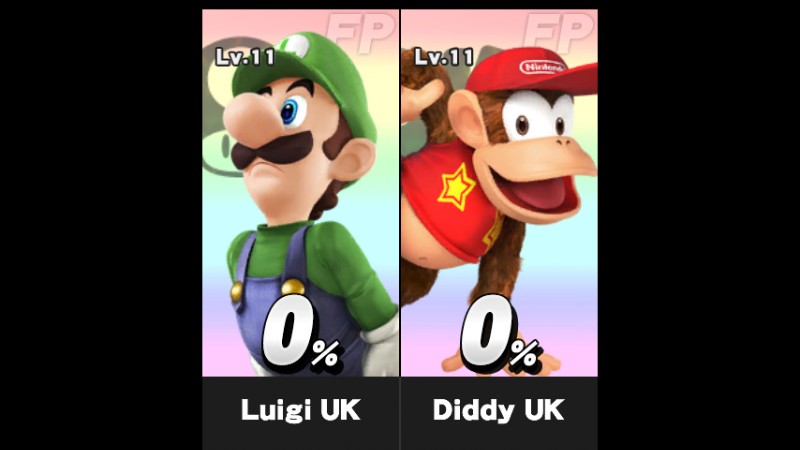 FP FP
Lv.11 Lv.11
Nintendo
0% 0%
Luigi UK Diddy UK